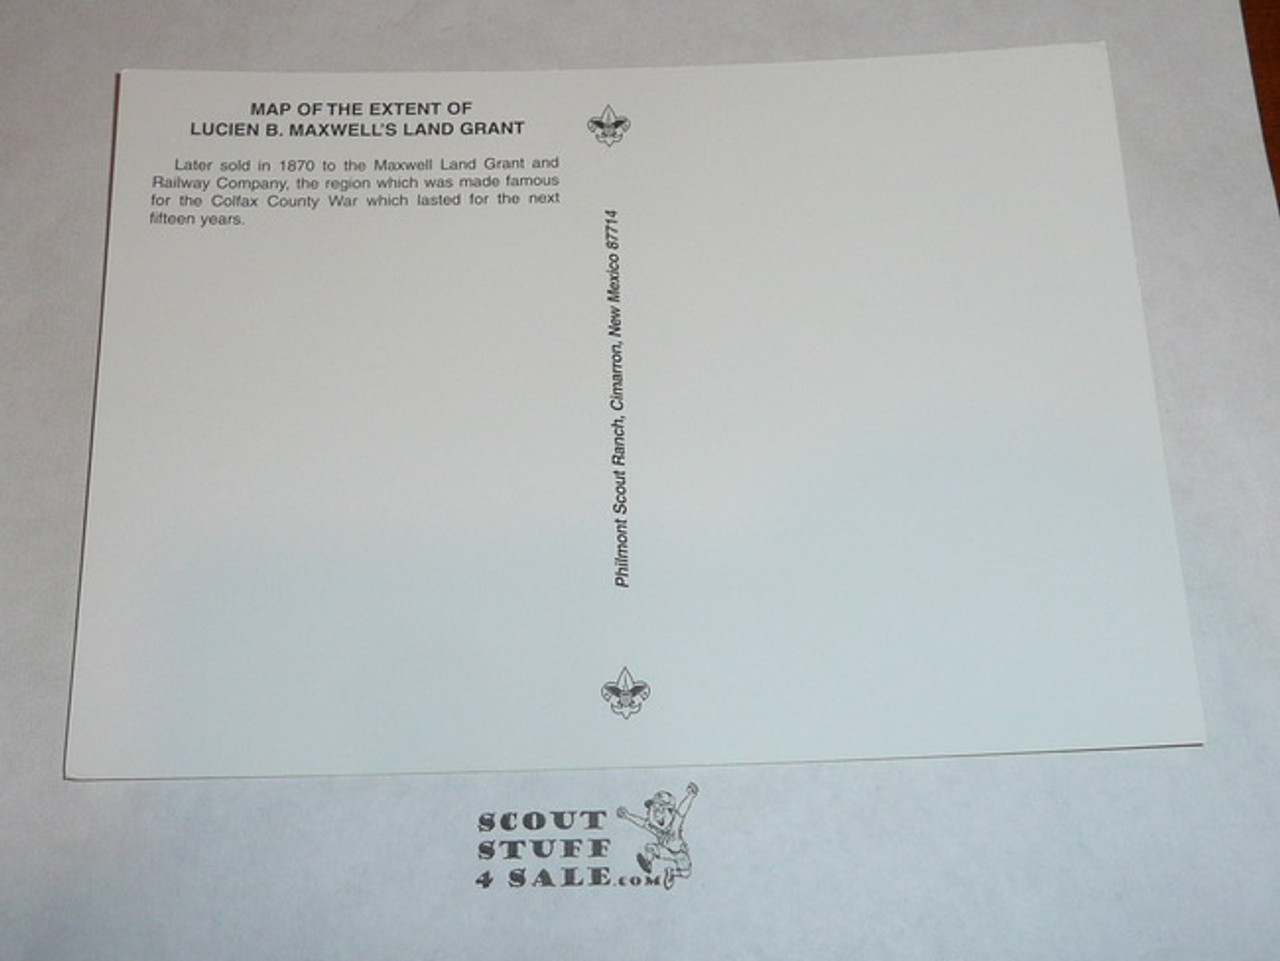 MAP OF THE EXTENT OF
LUCIEN B. MAXWELL'S LAND GRANT
Later sold in 1870 to the Maxwell Land Grant and
Railway Company, the region which was made famous
for the Colfax County War which lasted for the next
fifteen years.
Philmont Scout Ranch, Cimarron, New Mexico 87714
SCOUT
STUFF
4 SALE.COM